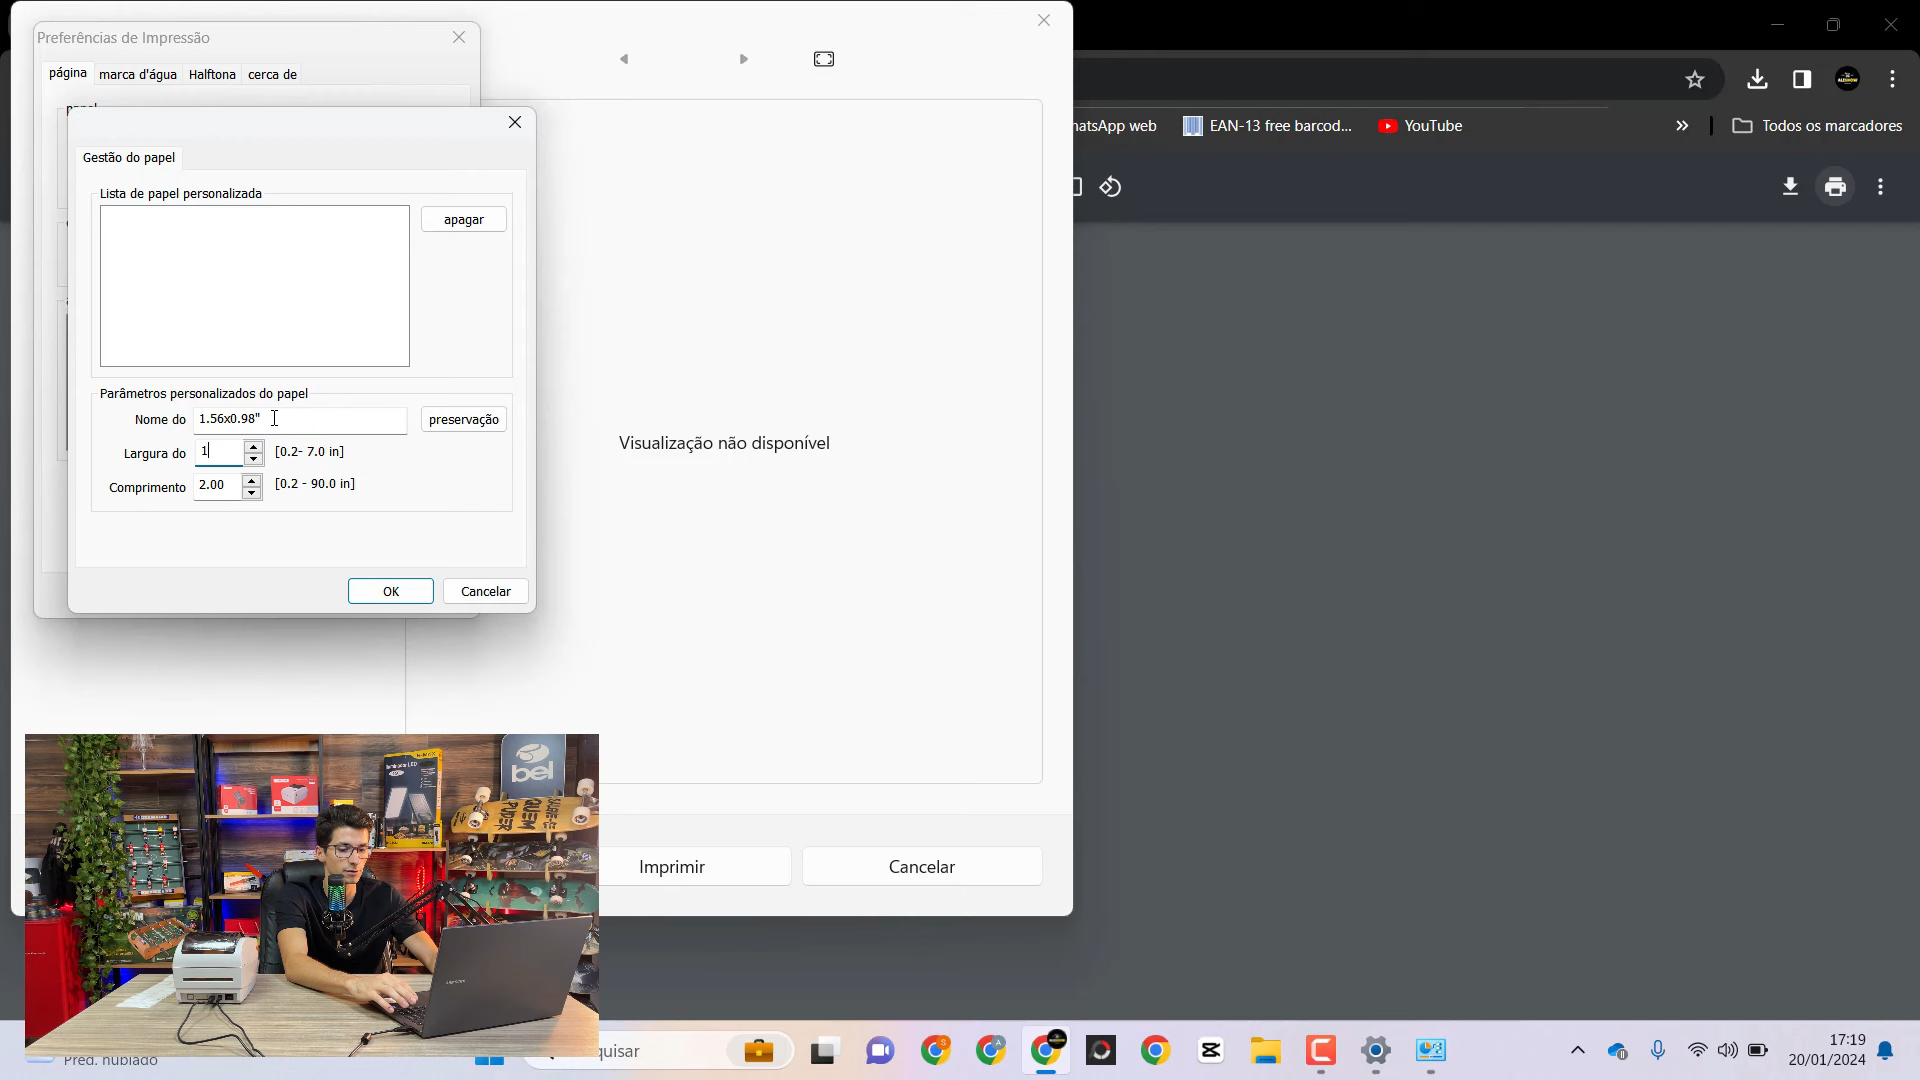 Preferências de Impressão
página
marca d'água
Halftona
cerca de
Gestão do papel
Lista de papel personalizada
apagar
Parâmetros personalizados do papel
Nome do
1.56x0.98"
preservação
Largura do
1
[0.2- 7.0 in]
Comprimento
2.00
[0.2 - 90.0 in]
OK
Cancelar
Visualização não disponível
Imprimir
Cancelar
hatsApp web
EAN-13 free barcod...
YouTube
Todos os marcadores
bel
quisar
17:19
20/01/2024